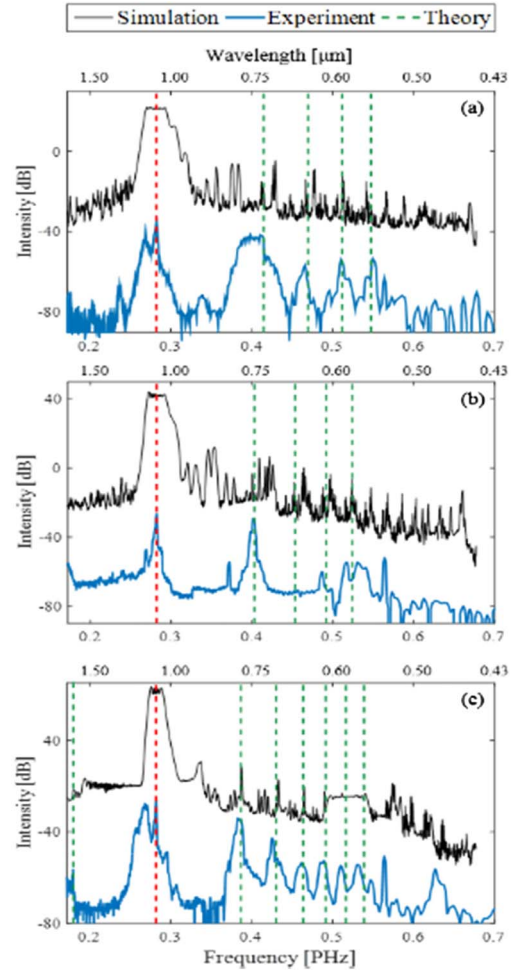 Simulation Experiment Theory
Wavelength [μm]
1.50 1.00 0.75 0.60 0.50 0.43
(a)
0
-40
-80
Intensity [dB]
0.2 0.3 0.4 0.5 0.6 0.7
1.50 1.00 0.75 0.60 0.50 0.43
(b)
40
0
-40
-80
Intensity [dB]
0.2 0.3 0.4 0.5 0.6 0.7
1.50 1.00 0.75 0.60 0.50 0.43
(c)
40
-40
-80
Intensity [dB]
0.2 0.3 0.4 0.5 0.6 0.7
Frequency [PHz]